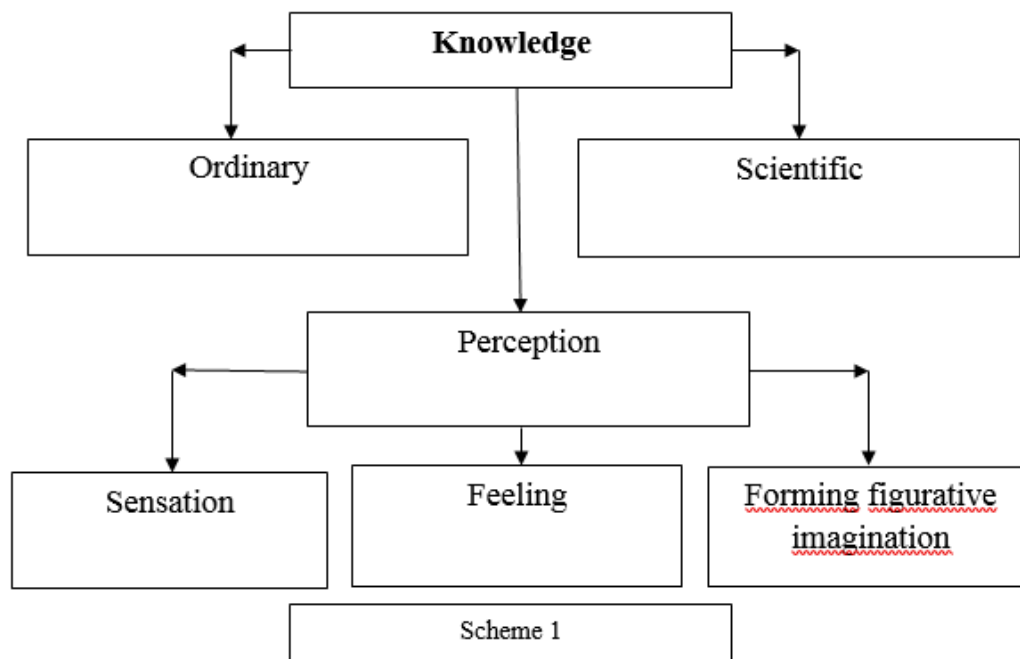 Knowledge
Ordinary
Scientific
Perception
Sensation
Feeling
Forming figurative
imagination
Scheme 1